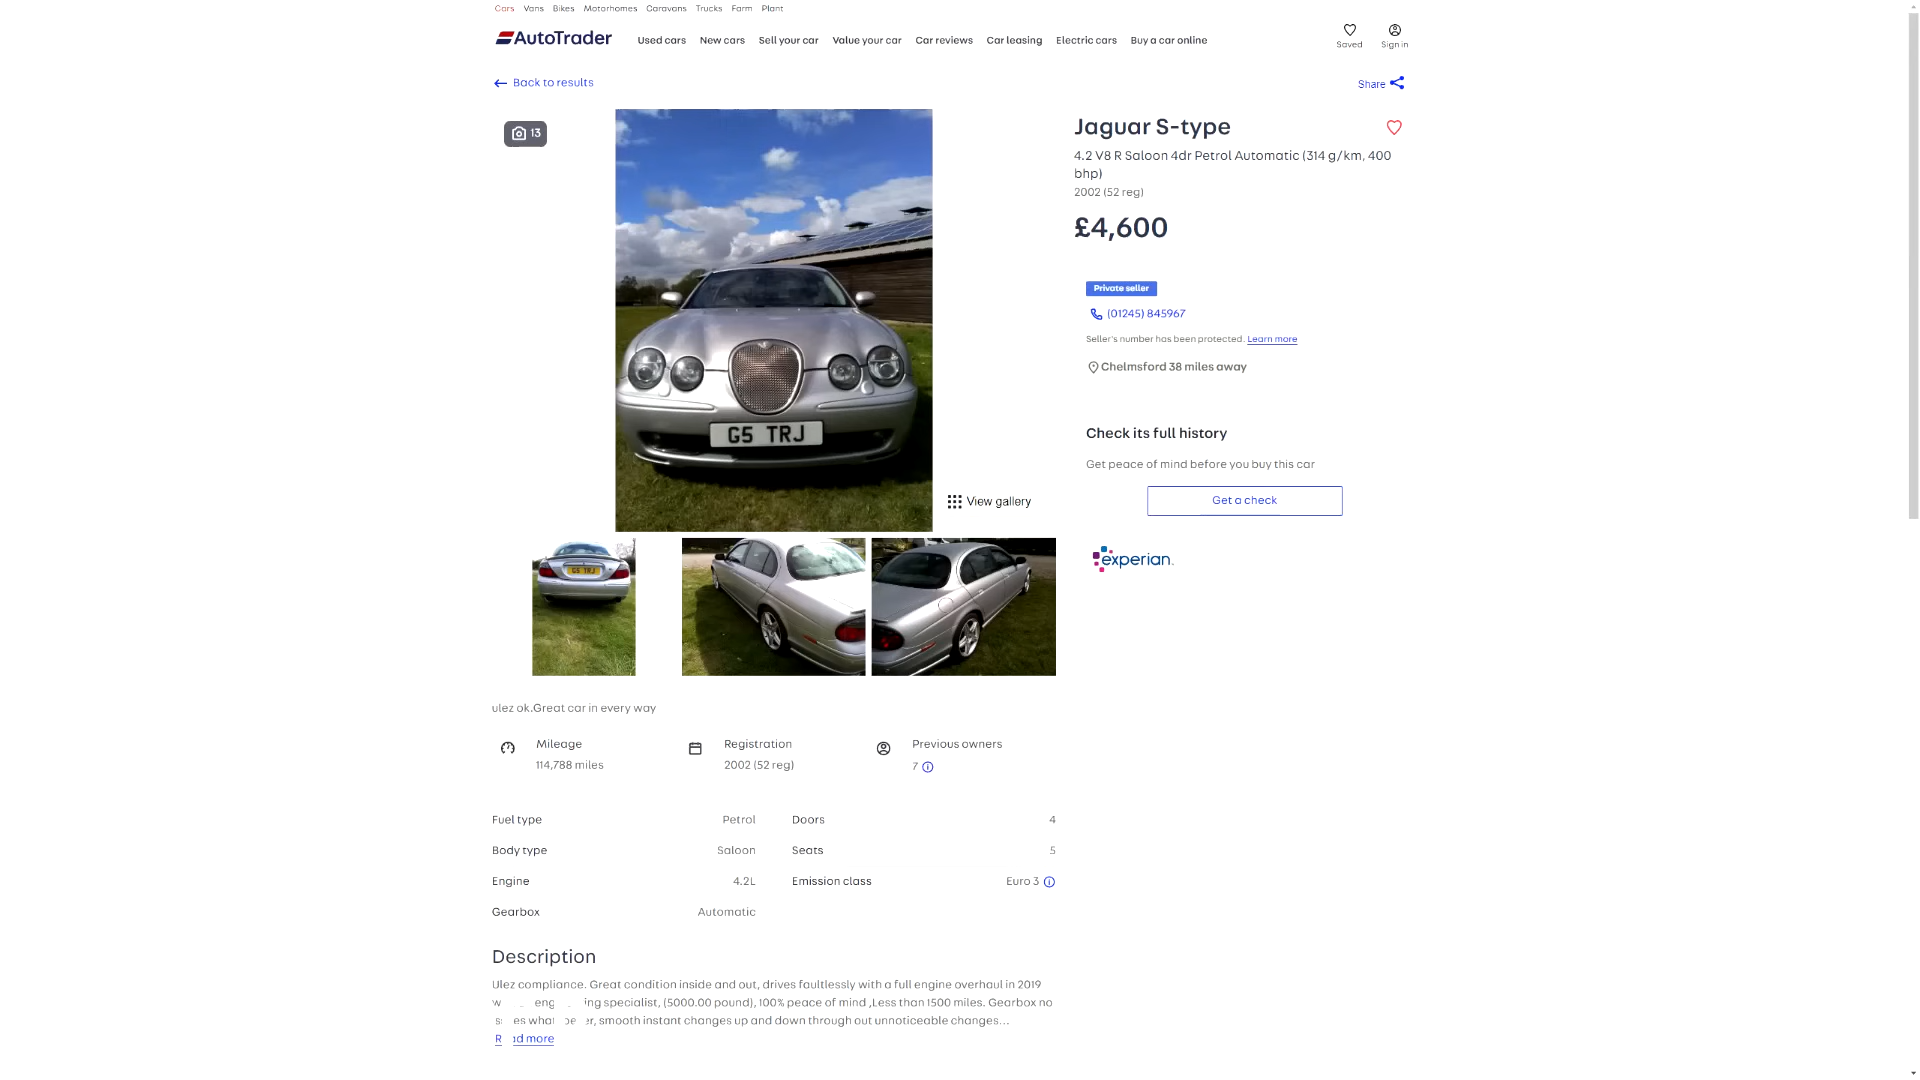 Cars Vans Bikes Motorhomes Caravans Trucks Farm Plant
AutoTrader Used cars New cars Sell your car Value your car Car reviews Car leasing Electric cars Buy a car online Saved Sign in
Back to results
Share
13
Jaguar S-type
4.2 V8 R Saloon 4dr Petrol Automatic (314 g/km, 400
bhp)
2002 (52 reg)
£4,600
Private seller
(01245) 845967
Seller's number has been protected. Learn more
Chelmsford 38 miles away
G5 TRJ
Check its full history
Get peace of mind before you buy this car
View gallery
Get a check
experian.
G5 TRJ
ulez ok.Great car in every way
Mileage
114,788 miles
Registration
2002 (52 reg)
Previous owners
7
Fuel type Petrol
Doors 4
Body type Saloon
Seats 5
Engine 4.2L
Emission class Euro 3
Gearbox Automatic
Description
Ulez compliance. Great condition inside and out, drives faultlessly with a full engine overhaul in 2019
specialist, (5000.00 pound), 100% peace of mind ,Less than 1500 miles. Gearbox no
smooth instant changes up and down through out unnoticeable changes...